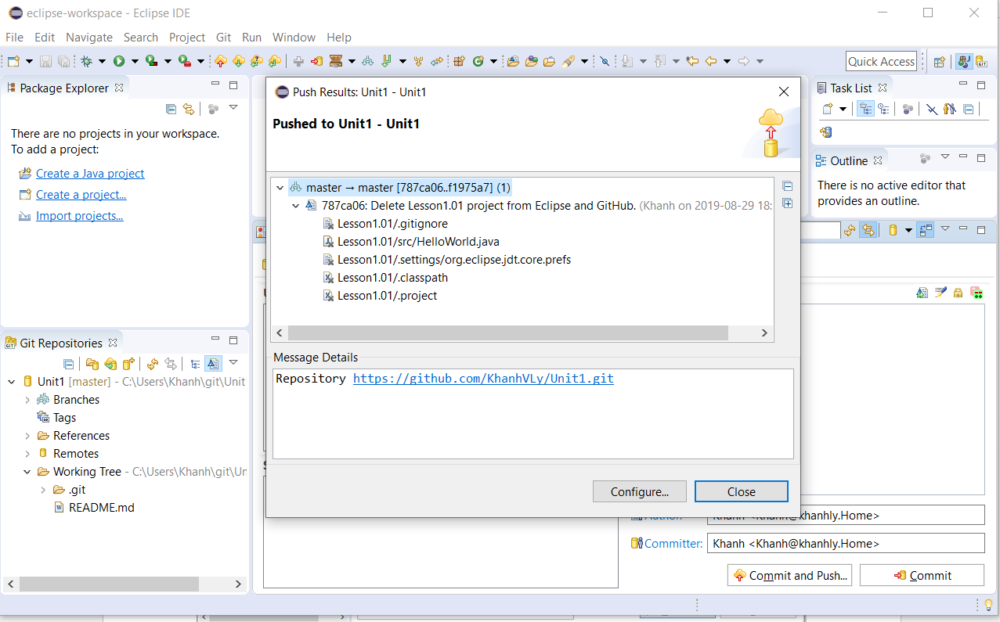 eclipse-workspace - Eclipse IDE
File Edit Navigate Search Project Git Run Window Help
Quick Access
Package Explorer
There are no projects in your workspace.
To add a project:
Create a Java project
Create a project...
Import projects...
Git Repositories
Unit1 [master] - C:\Users\Khanh\git\Unit
Branches
Tags
References
Remotes
Working Tree - C:\Users\Khanh\git\Un
.git
README.md
Push Results: Unit1 - Unit1
Pushed to Unit1 - Unit1
master → master [787ca06..f1975a7] (1)
787ca06: Delete Lesson1.01 project from Eclipse and GitHub. (Khanh on 2019-08-29 18:
Lesson1.01/.gitignore
Lesson1.01/src/HelloWorld.java
Lesson1.01/.settings/org.eclipse.jdt.core.prefs
Lesson1.01/.classpath
Lesson1.01/.project
Message Details
Repository https://github.com/KhanhVLy/Unit1.git
Configure...
Close
Task List
Outline
There is no active editor that
provides an outline.
Author: Khanh <Khanh@khanhly.Home>
Committer: Khanh <Khanh@khanhly.Home>
Commit and Push...
Commit